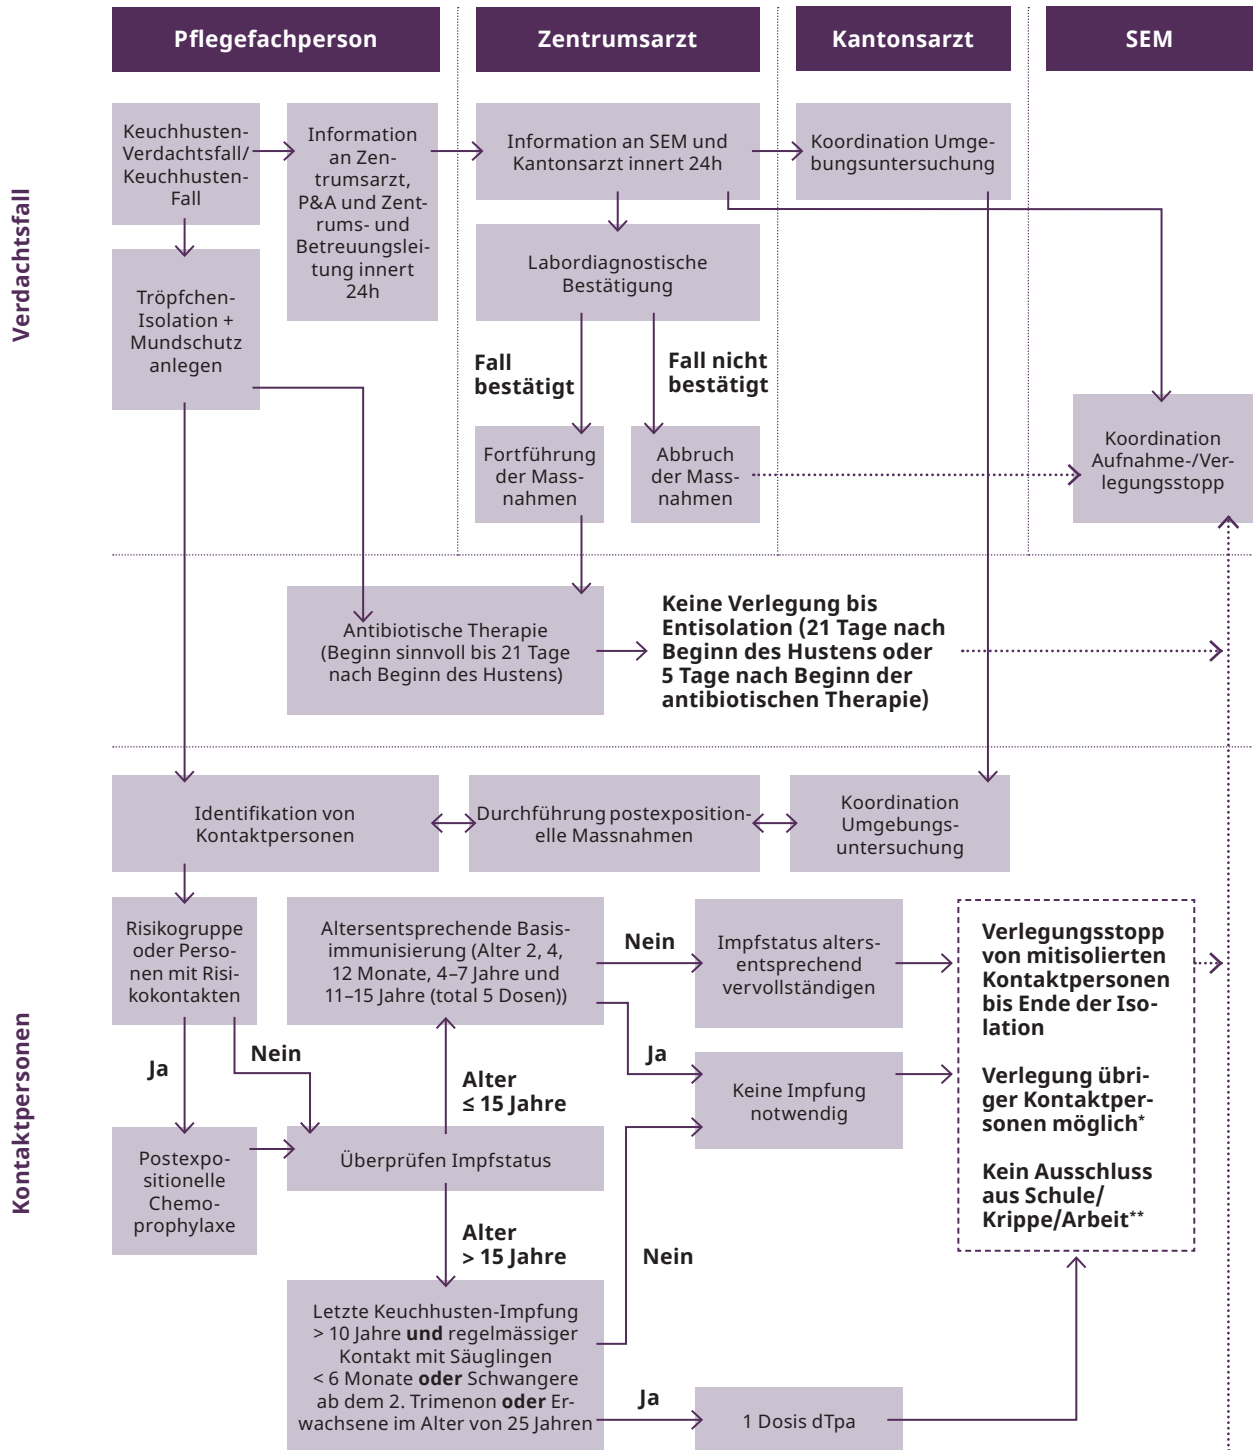 Pflegefachperson
Zentrumsarzt
Kantonsarzt
SEM
Verdachtsfall
Keuchhusten-
Verdachtsfall/
Keuchhusten-
Fall
Information
an Zen-
trumsarzt,
P&A und Zent-
rums- und
Betreuungslei-
tung innert
24h
Information an SEM und
Kantonsarzt innert 24h
Koordination Umge-
bungsuntersuchung
Tröpfchen-
Isolation +
Mundschutz
anlegen
Labordiagnostische
Bestätigung
Fall
bestätigt
Fall nicht
bestätigt
Fortführung
der Mass-
nahmen
Abbruch
der Mass-
nahmen
Koordination
Aufnahme-/Ver-
legungsstopp
Antibiotische Therapie
(Beginn sinnvoll bis 21 Tage
nach Beginn des Hustens)
Keine Verlegung bis
Entisolation (21 Tage nach
Beginn des Hustens oder
5 Tage nach Beginn der
antibiotischen Therapie)
Kontaktpersonen
Identifikation von
Kontaktpersonen
Durchführung postexposition-
elle Massnahmen
Koordination
Umgebungs-
untersuchung
Risikogruppe
oder Perso-
nen mit Risi-
kokontakten
Altersentsprechende Basis-
immunisierung (Alter 2, 4,
12 Monate, 4–7 Jahre und
11–15 Jahre (total 5 Dosen))
Nein
Impfstatus alters-
entsprechend
vervollständigen
Verlegungsstopp
von mitisolierten
Kontaktpersonen
bis Ende der Iso-
lation
Verlegung übri-
ger Kontaktper-
sonen möglich*
Kein Ausschluss
aus Schule/
Krippe/Arbeit**
Ja
Nein
Alter
≤ 15 Jahre
Ja
Keine Impfung
notwendig
Postexpo-
sitionelle
Chemo-
prophylaxe
Überprüfen Impfstatus
Alter
> 15 Jahre
Nein
Letzte Keuchhusten-Impfung
> 10 Jahre und regelmässiger
Kontakt mit Säuglingen
< 6 Monate oder Schwangere
ab dem 2. Trimenon oder Er-
wachsene im Alter von 25 Jahren
Ja
1 Dosis dTpa